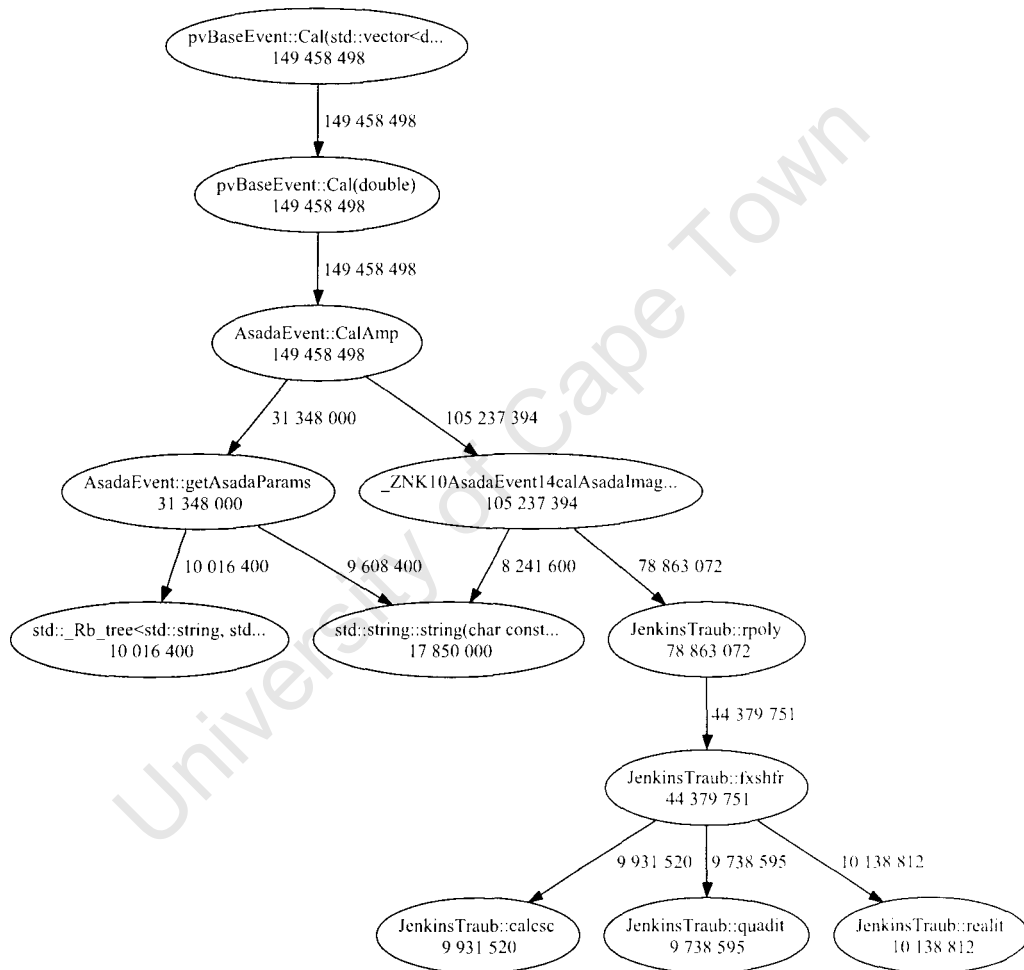 pvBaseEvent::Cal(std::vector<d...
149 458 498
149 458 498
pvBaseEvent::Cal(double)
149 458 498
149 458 498
AsadaEvent::CalAmp
149 458 498
31 348 000
105 237 394
AsadaEvent::getAsadaParams
31 348 000
_ZNK10AsadaEvent14calAsadaImag...
105 237 394
10 016 400
9 608 400
8 241 600
78 863 072
std::_Rb_tree<std::string, std...
10 016 400
std::string::string(char const...
17 850 000
JenkinsTraub::rpoly
78 863 072
44 379 751
JenkinsTraub::fxshfr
44 379 751
9 931 520
9 738 595
10 138 812
JenkinsTraub::calcsc
9 931 520
JenkinsTraub::quadit
9 738 595
JenkinsTraub::realit
10 138 812
University of Cape Town